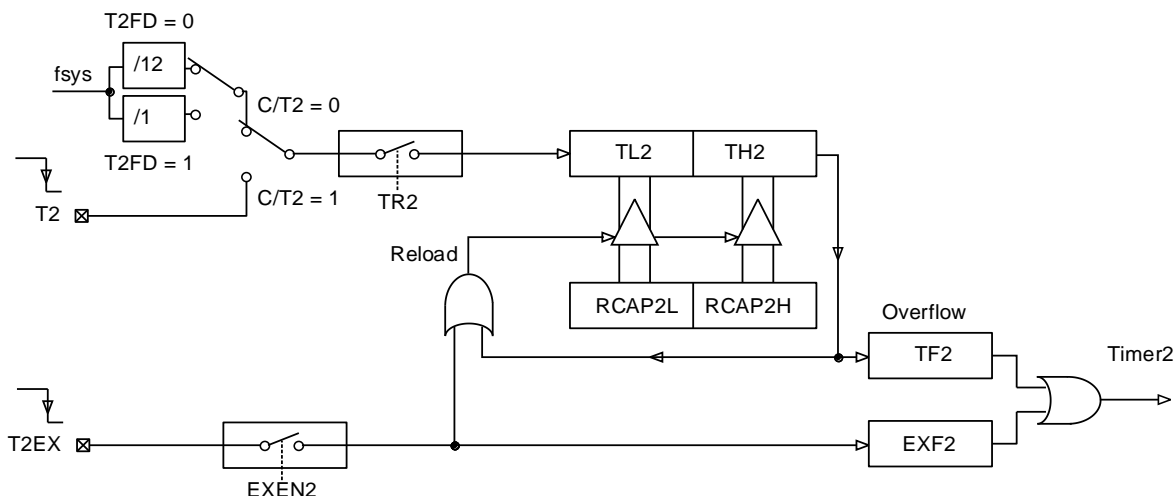 T2FD = 0
/12
fsys
C/T2 = 0
/1
T2FD = 1
TL2
TH2
C/T2 = 1
TR2
T2
Reload
RCAP2L
RCAP2H
Overflow
TF2
Timer2
T2EX
EXF2
EXEN2